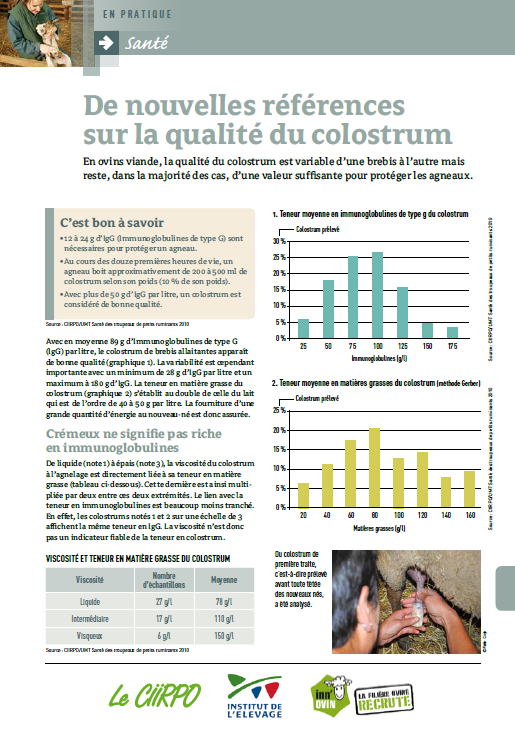 EN PRATIQUE
Santé
De nouvelles références
sur la qualité du colostrum
En ovins viande, la qualité du colostrum est variable d'une brebis à l'autre mais
reste, dans la majorité des cas, d'une valeur suffisante pour protéger les agneaux.
C'est bon à savoir
• 12 à 24 g d'IgG (Immunoglobulines de type G) sont
nécessaires pour protéger un agneau.
• Au cours des douze premières heures de vie, un
agneau boit approximativement de 200 à 500 ml de
colostrum selon son poids (10 % de son poids).
• Avec plus de 50 g d'IgG par litre, un colostrum est
considéré de bonne qualité.
Source : CIIRPO/UMT Santé des troupeaux de petits ruminants 2010
Avec en moyenne 89 g d'Immunoglobulines de type G
(IgG) par litre, le colostrum de brebis allaitantes apparaît
de bonne qualité (graphique 1). La variabilité est cependant
importante avec un minimum de 28 g d'IgG par litre et un
maximum à 180 g d'IgG. La teneur en matière grasse du
colostrum (graphique 2) s'établit au double de celle du lait
qui est de l'ordre de 40 à 50 g par litre. La fourniture d'une
grande quantité d'énergie au nouveau-né est donc assurée.
Crémeux ne signifie pas riche
en immunoglobulines
De liquide (note 1) à épais (note 3), la viscosité du colostrum
à l'agnelage est directement liée à sa teneur en matière
grasse (tableau ci-dessous). Cette dernière est ainsi multi-
pliée par deux entre ces deux extrémités. Le lien avec la
teneur en immunoglobulines est beaucoup moins tranché.
En effet, les colostrums notés 1 et 2 sur une échelle de 3
affichent la même teneur en IgG. La viscosité n'est donc
pas un indicateur fiable de la teneur en colostrum.
VISCOSITÉ ET TENEUR EN MATIÈRE GRASSE DU COLOSTRUM
Viscosité Nombre d'échantillons Moyenne
Liquide 27 g/l 78 g/l
Intermédiaire 17 g/l 110 g/l
Visqueux 6 g/l 150 g/l
Source : CIIRPO/UMT Santé des troupeaux de petits ruminants 2010
1. Teneur moyenne en immunoglobulines de type g du colostrum
Colostrum prélevé
30 %
25 %
20 %
15 %
10 %
5 %
0 %
25 50 75 100 125 150 175
Immunoglobulines (g/l)
Source : CIIRPO/UMT Santé des troupeaux de petits ruminants 2010
2. Teneur moyenne en matières grasses du colostrum (méthode Gerber)
Colostrum prélevé
25 %
20 %
15 %
10 %
5 %
0 %
20 40 60 80 100 120 140 160
Matières grasses (g/l)
Source : CIIRPO/UMT Santé des troupeaux de petits ruminants 2010
Du colostrum de
première traite,
c'est-à-dire prélevé
avant toute tétée
des nouveaux nés,
a été analysé.
Le CiiRPO
INSTITUT DE
L'ELEVAGE
inn'
OVIN
LA FILIÈRE OVINE
RECRUTE